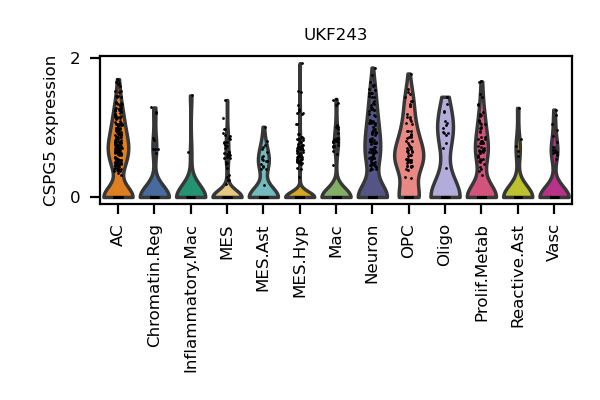 UKF243
CSPG5 expression
2
0
AC
Chromatin.Reg
Inflammatory.Mac
MES
MES.Ast
MES.Hyp
Mac
Neuron
OPC
Oligo
Prolif.Metab
Reactive.Ast
Vasc